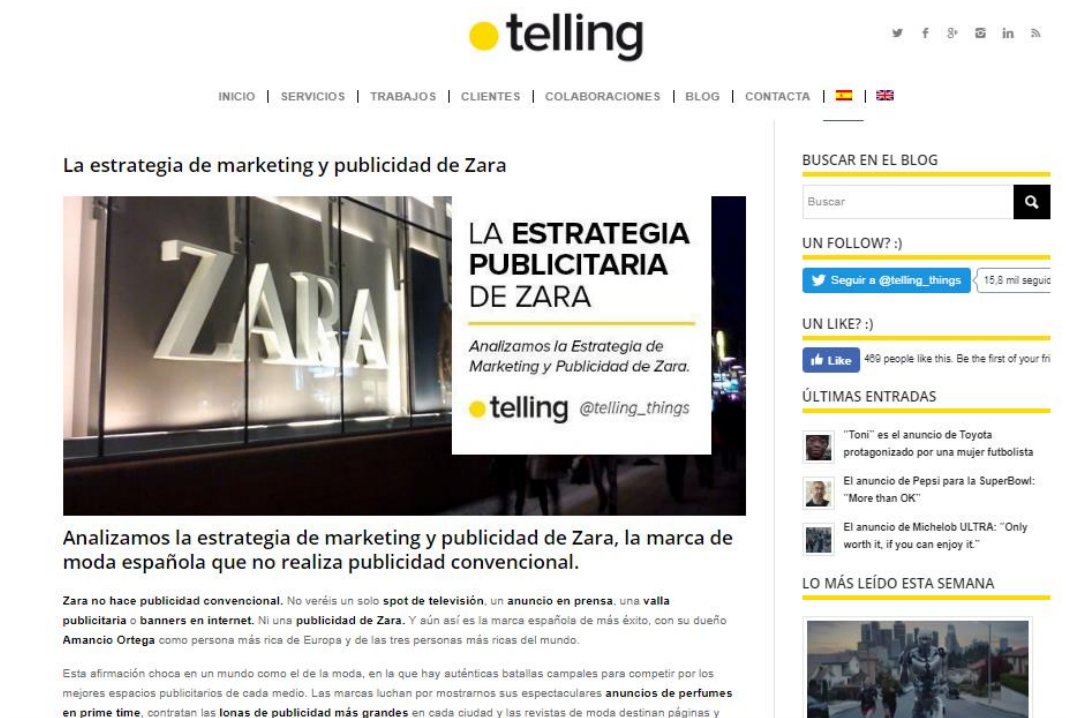 telling
INICIO | SERVICIOS | TRABAJOS | CLIENTES | COLABORACIONES | BLOG | CONTACTA
La estrategia de marketing y publicidad de Zara
ZARA
LA ESTRATEGIA
PUBLICITARIA
DE ZARA
Analizamos la Estrategia de
Marketing y Publicidad de Zara.
telling @telling_things
Analizamos la estrategia de marketing y publicidad de Zara, la marca de
moda española que no realiza publicidad convencional.
Zara no hace publicidad convencional. No veréis un solo spot de televisión, un anuncio en prensa, una valla
publicitaria o banners en internet. Ni una publicidad de Zara. Y aún así es la marca española de más éxito, con su dueño
Amancio Ortega como persona más rica de Europa y de las tres personas más ricas del mundo.
Esta afirmación choca en un mundo como el de la moda, en la que hay auténticas batallas campales para competir por los
mejores espacios publicitarios de cada medio. Las marcas luchan por mostrarnos sus espectaculares anuncios de perfumes
en prime time, contratan las lonas de publicidad más grandes en cada ciudad y las revistas de moda destinan páginas y
BUSCAR EN EL BLOG
Buscar
UN FOLLOW? :)
Seguir a @telling_things
15,8 mil seguid
UN LIKE? :)
Like 469 people like this. Be the first of your fri
ÚLTIMAS ENTRADAS
"Toni" es el anuncio de Toyota
protagonizado por una mujer futbolista
El anuncio de Pepsi para la SuperBowl:
"More than OK"
El anuncio de Michelob ULTRA: "Only
worth it, if you can enjoy it."
LO MÁS LEÍDO ESTA SEMANA